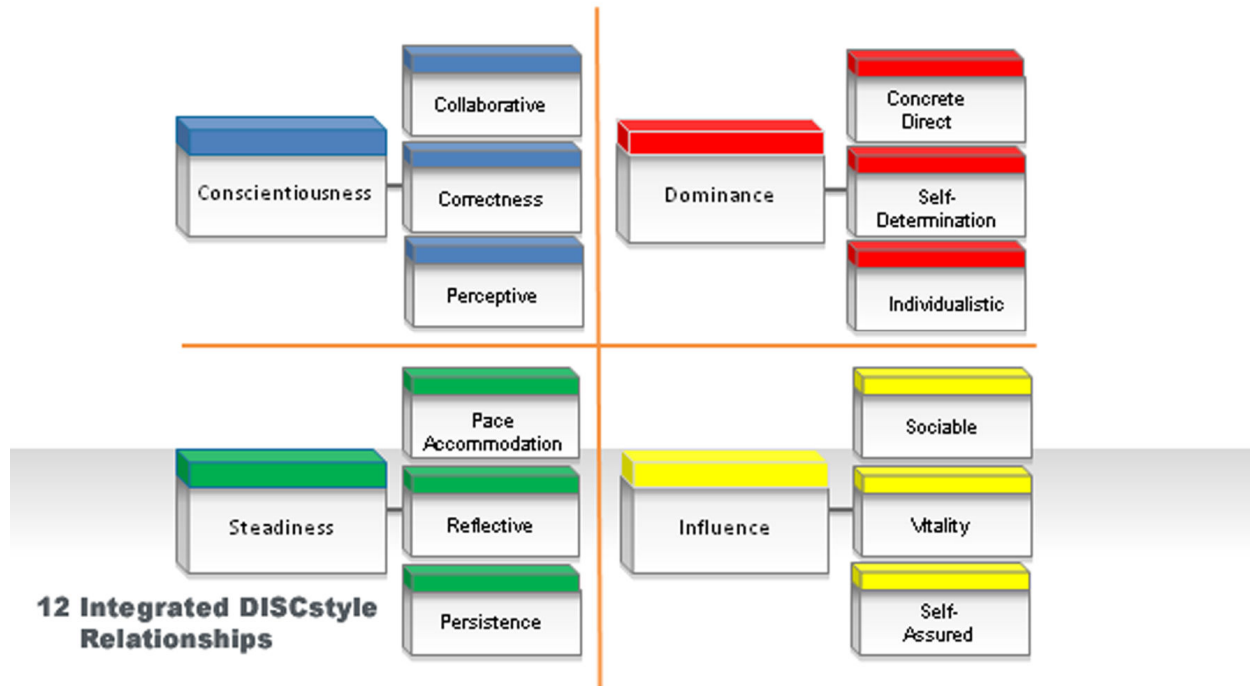 Conscientiousness
Collaborative
Correctness
Perceptive
Dominance
Concrete
Direct
Self-
Determination
Individualistic
Steadiness
Pace
Accommodation
Reflective
Persistence
Influence
Sociable
Vitality
Self-
Assured
12 Integrated DISCstyle
Relationships